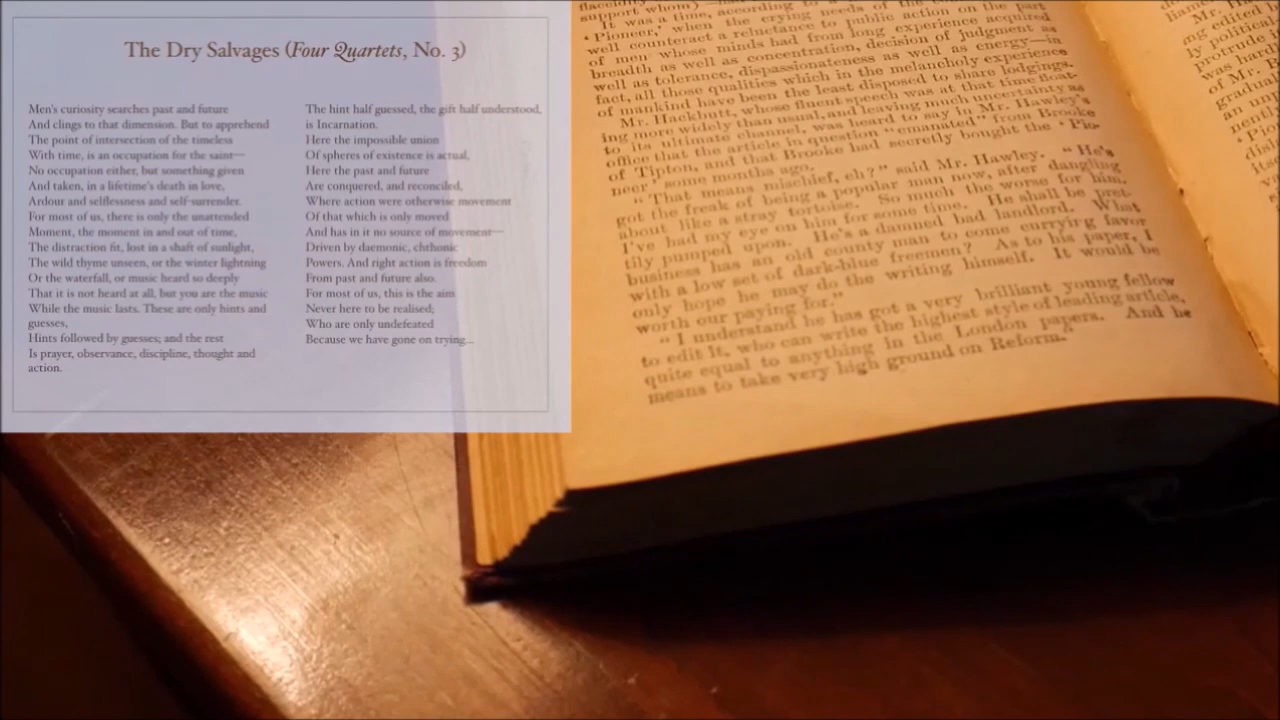 The Dry Salvages (Four Quartets, No. 3)
Men's curiosity searches past and future
And clings to that dimension. But to apprehend
The point of intersection of the timeless
With time, is an occupation for the saint—
No occupation either, but something given
And taken, in a lifetime's death in love,
Ardour and selflessness and self-surrender.
For most of us, there is only the unattended
Moment, the moment in and out of time,
The distraction fit, lost in a shaft of sunlight,
The wild thyme unseen, or the winter lightning
Or the waterfall, or music heard so deeply
That it is not heard at all, but you are the music
While the music lasts. These are only hints and
guesses,
Hints followed by guesses; and the rest
Is prayer, observance, discipline, thought and
action.
The hint half guessed, the gift half understood,
is Incarnation.
Here the impossible union
Of spheres of existence is actual,
Here the past and future
Are conquered, and reconciled,
Where action were otherwise movement
Of that which is only moved
And has in it no source of movement—
Driven by daemonic, chthonic
Powers. And right action is freedom
From past and future also.
For most of us, this is the aim
Never here to be realised;
Who are only undefeated
Because we have gone on trying...
support whom)
It was a time, according to
'Pioneer,' when the crying needs of the
well counteract a reluctance to public action on the part
of men whose minds had from long experience acquired
breadth as well as concentration, decision of judgment as
well as tolerance, dispassionateness as well as energy—in
fact, all those qualities which in the melancholy experience
of mankind have been the least disposed to share lodgings.
Mr. Hackbutt, whose fluent speech was at that time float-
ing more widely than usual, and leaving much uncertainty as
to its ultimate channel, was heard to say in Mr. Hawley's
office that the article in question "emanated" from Brooke
of Tipton, and that Brooke had secretly bought the 'Pio-
neer' some months ago.
"That means mischief, eh?" said Mr. Hawley. "He's
got the freak of being a popular man now, after dangling
about like a stray tortoise. So much the worse for him.
I've had my eye on him for some time. He shall be pret-
tily pumped upon. He's a damned bad landlord. What
business has an old county man to come currying favor
with a low set of dark-blue freemen? As to his paper, I
only hope he may do the writing himself. It would be
worth our paying for."
"I understand he has got a very brilliant young fellow
to edit it, who can write the highest style of leading article,
quite equal to anything in the London papers. And he
means to take very high ground on Reform."